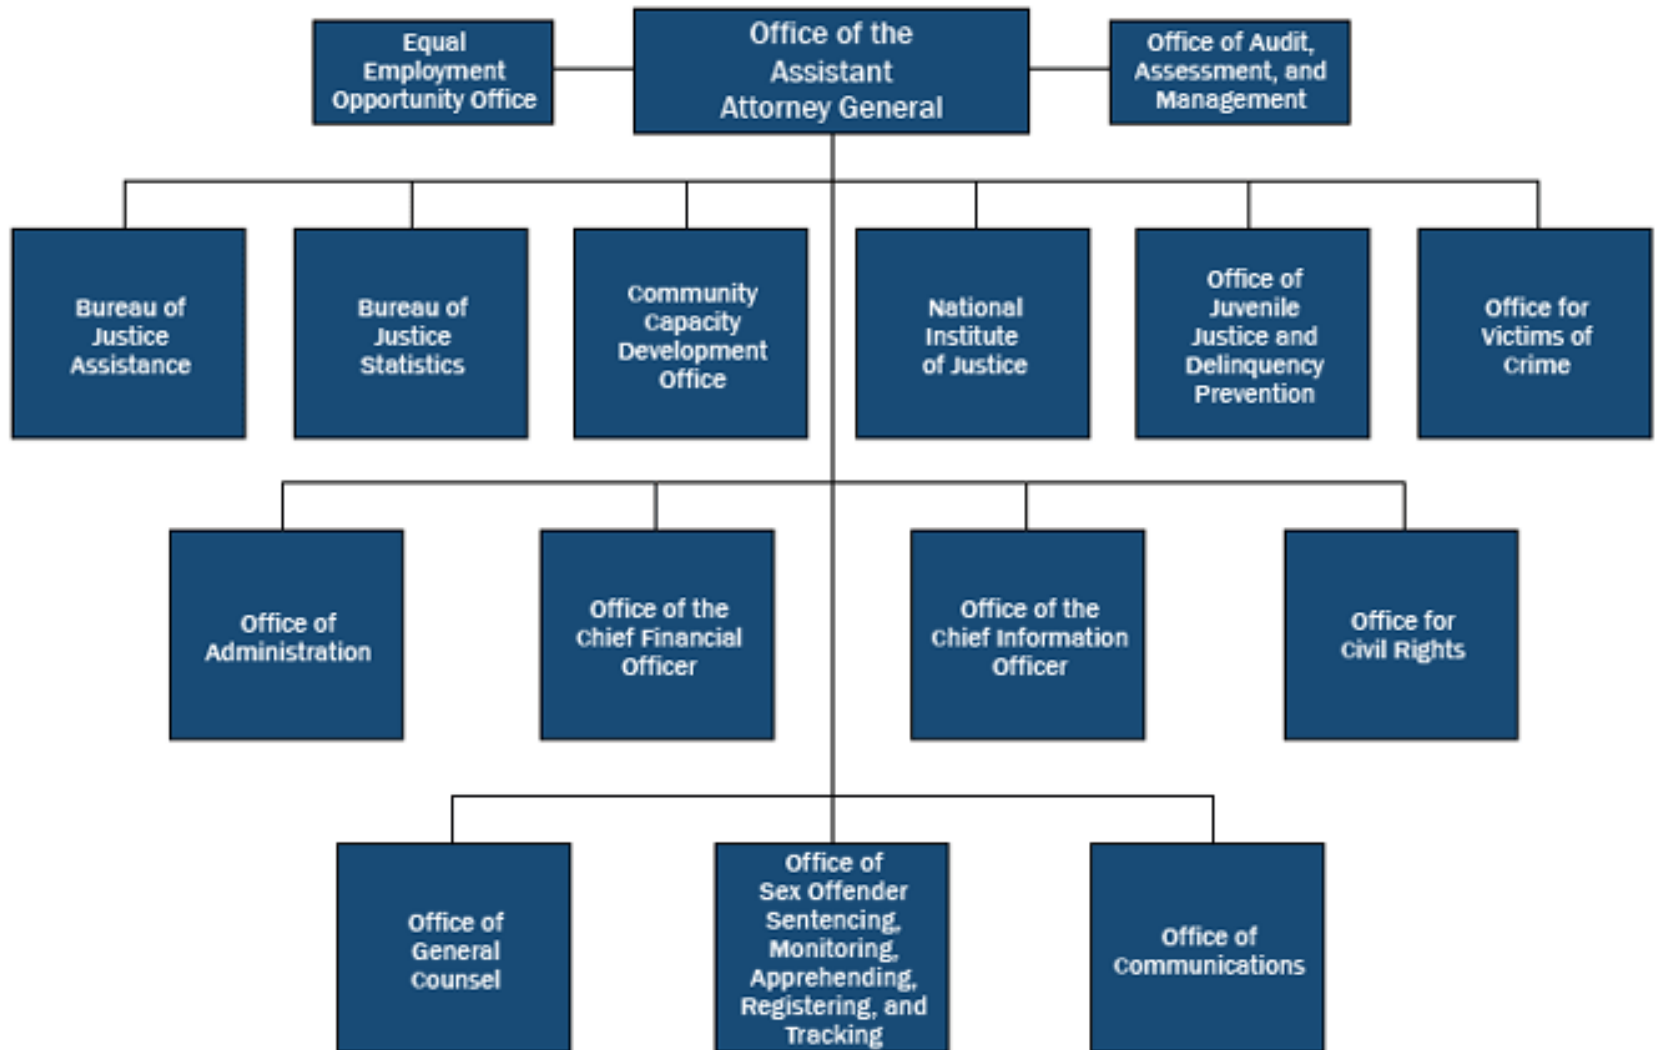 Equal
Employment
Opportunity Office
Office of the
Assistant
Attorney General
Office of Audit,
Assessment, and
Management
Bureau of
Justice
Assistance
Bureau of
Justice
Statistics
Community
Capacity
Development
Office
National
Institute
of Justice
Office of
Juvenile
Justice and
Delinquency
Prevention
Office for
Victims of
Crime
Office of
Administration
Office of the
Chief Financial
Officer
Office of the
Chief Information
Officer
Office for
Civil Rights
Office of
General
Counsel
Office of
Sex Offender
Sentencing,
Monitoring,
Apprehending,
Registering, and
Tracking
Office of
Communications